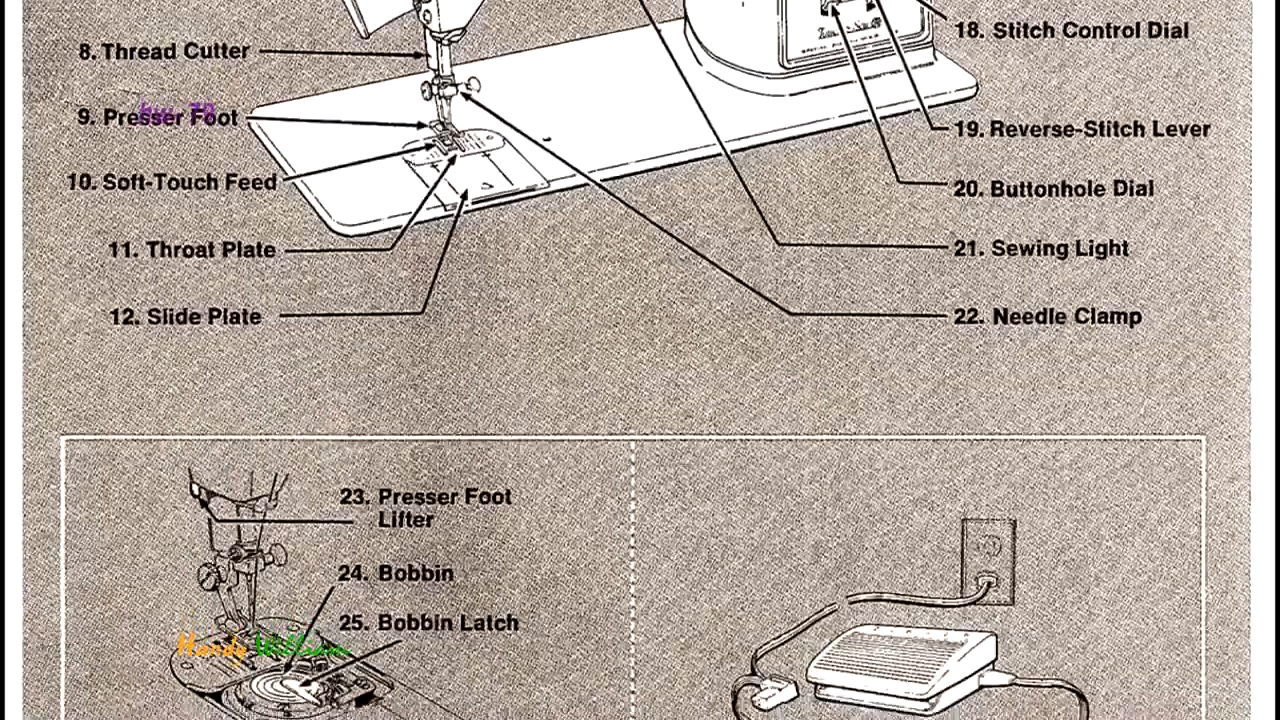 8. Thread Cutter
9. Presser Foot
10. Soft-Touch Feed
11. Throat Plate
12. Slide Plate
18. Stitch Control Dial
19. Reverse-Stitch Lever
20. Buttonhole Dial
21. Sewing Light
22. Needle Clamp
23. Presser Foot
Lifter
24. Bobbin
25. Bobbin Latch
Handy William